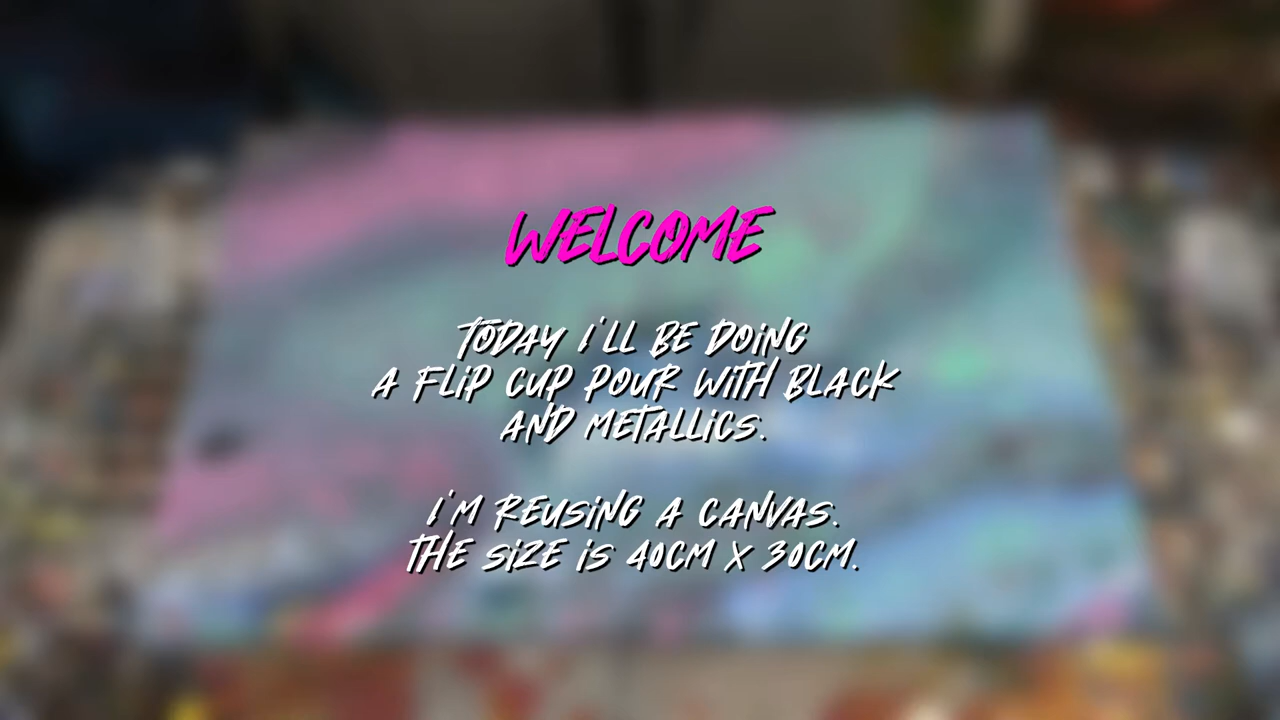 WELCOME
TODAY I'LL BE DOING
A FLIP CUP POUR WITH BLACK
AND METALLICS.
I'M REUSING A CANVAS.
THE SIZE IS 40CM X 30CM.